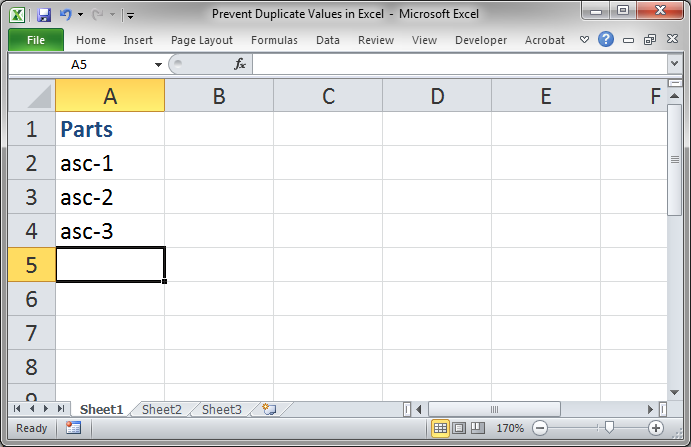 Prevent Duplicate Values in Excel - Microsoft Excel
File Home Insert Page Layout Formulas Data Review View Developer Acrobat
A5 fx
A B C D E F
1 Parts
2 asc-1
3 asc-2
4 asc-3
5
6
7
8
9
Sheet1 Sheet2 Sheet3
Ready 170%